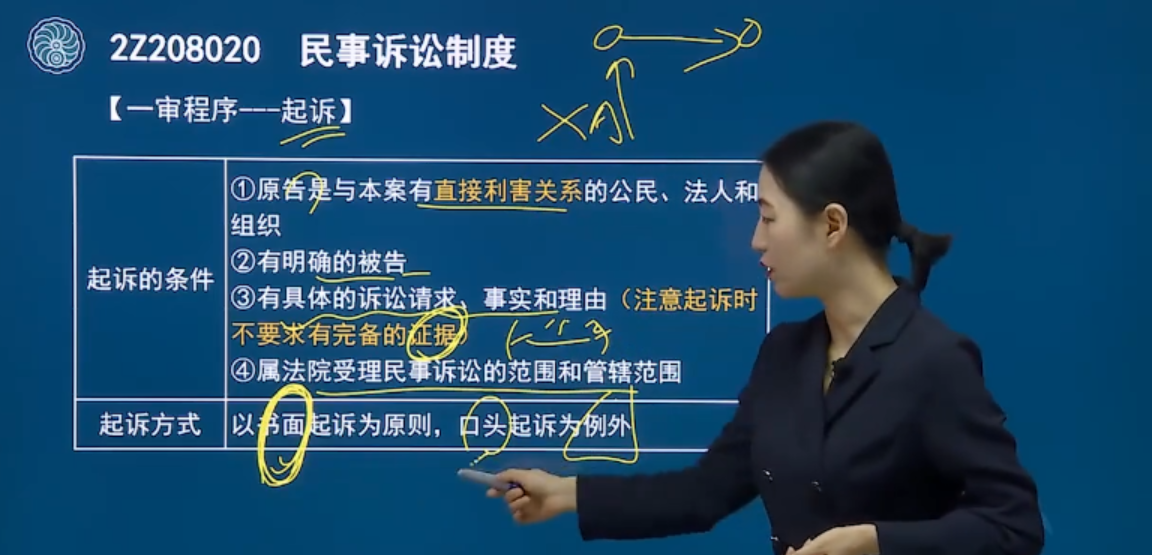 2Z208020 民事诉讼制度
【一审程序---起诉】
起诉的条件
①原告是与本案有直接利害关系的公民、法人和
组织
②有明确的被告
③有具体的诉讼请求、事实和理由（注意起诉时
不要求有完备的证据）
④属法院受理民事诉讼的范围和管辖范围
起诉方式
以书面起诉为原则，口头起诉为例外